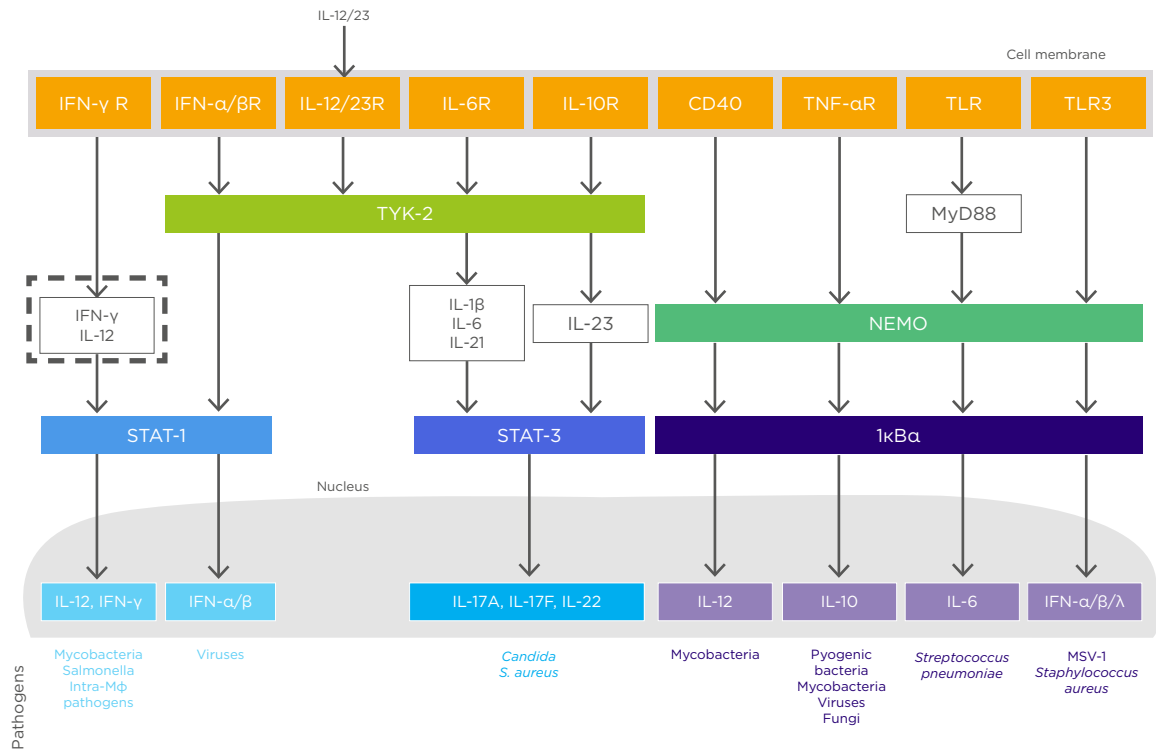 IL-12/23
Cell membrane
IFN-γ R
IFN-α/βR
IL-12/23R
IL-6R
IL-10R
CD40
TNF-αR
TLR
TLR3
TYK-2
MyD88
IFN-γ
IL-12
IL-1β
IL-6
IL-21
IL-23
NEMO
STAT-1
STAT-3
1κBα
Nucleus
IL-12, IFN-γ
IFN-α/β
IL-17A, IL-17F, IL-22
IL-12
IL-10
IL-6
IFN-α/β/λ
Pathogens
Mycobacteria
Salmonella
Intra-Mϕ
pathogens
Viruses
Candida
S. aureus
Mycobacteria
Pyogenic
bacteria
Mycobacteria
Viruses
Fungi
Streptococcus
pneumoniae
MSV-1
Staphylococcus
aureus